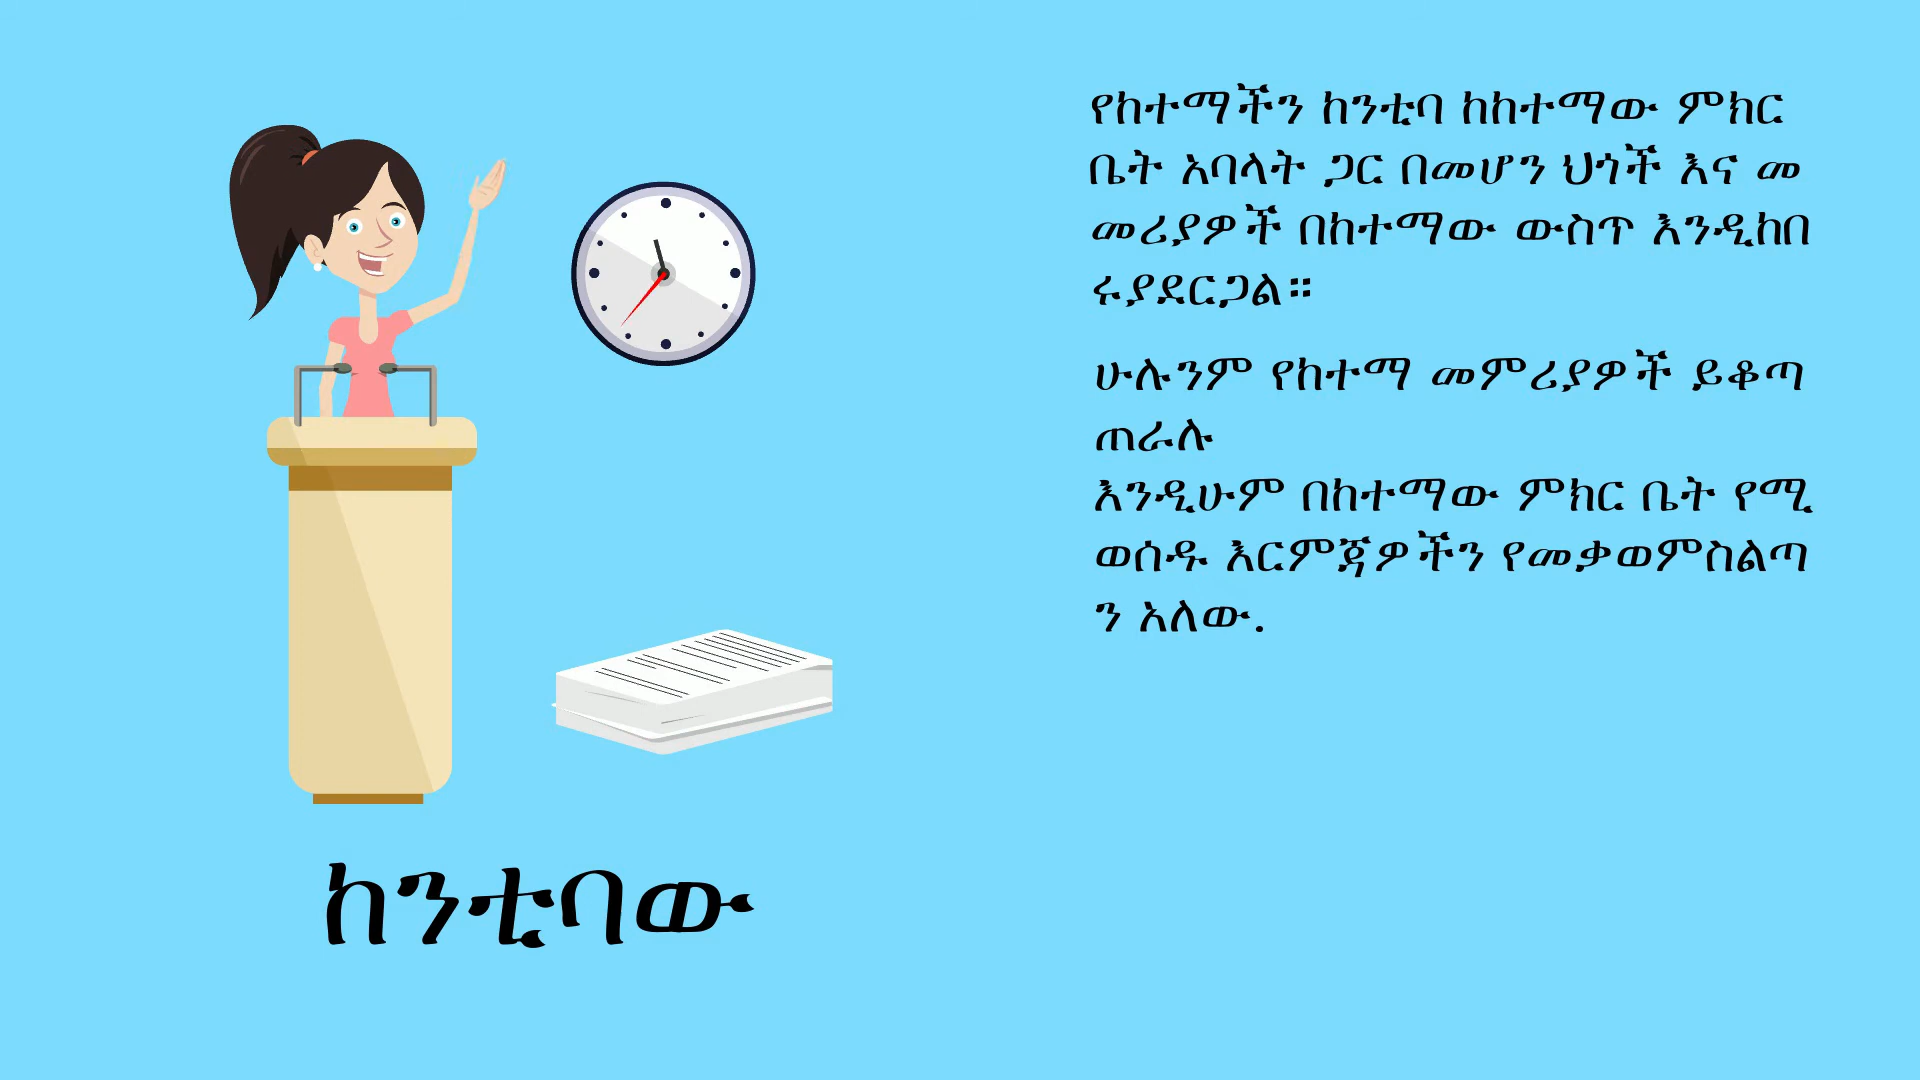 የከተማችን ከንቲባ ከከተማው ምክር
ቤት አባላት ጋር በመሆን ህጎች እና መ
መሪያዎች በከተማው ውስጥ እንዲከበ
ሩያደርጋል።
ሁሉንም የከተማ መምሪያዎች ይቆጣ
ጠራሉ
እንዲሁም በከተማው ምክር ቤት የሚ
ወሰዱ እርምጃዎችን የመቃወምስልጣ
ን አለው.
ከንቲባው